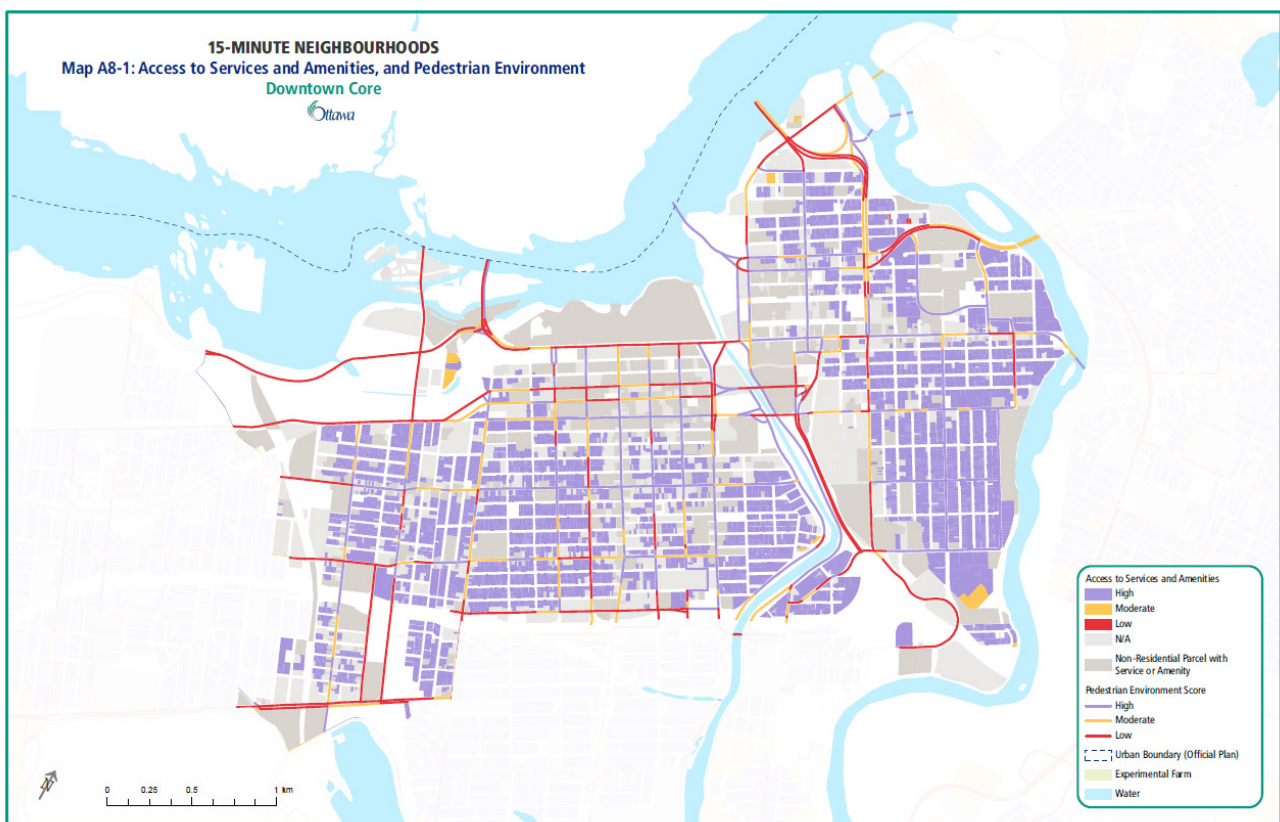 15-MINUTE NEIGHBOURHOODS
Map A8-1: Access to Services and Amenities, and Pedestrian Environment
Downtown Core
Ottawa
Access to Services and Amenities
High
Moderate
Low
N/A
Non-Residential Parcel with
Service or Amenity
Pedestrian Environment Score
High
Moderate
Low
Urban Boundary (Official Plan)
Experimental Farm
Water
N
0 0.25 0.5 1 km